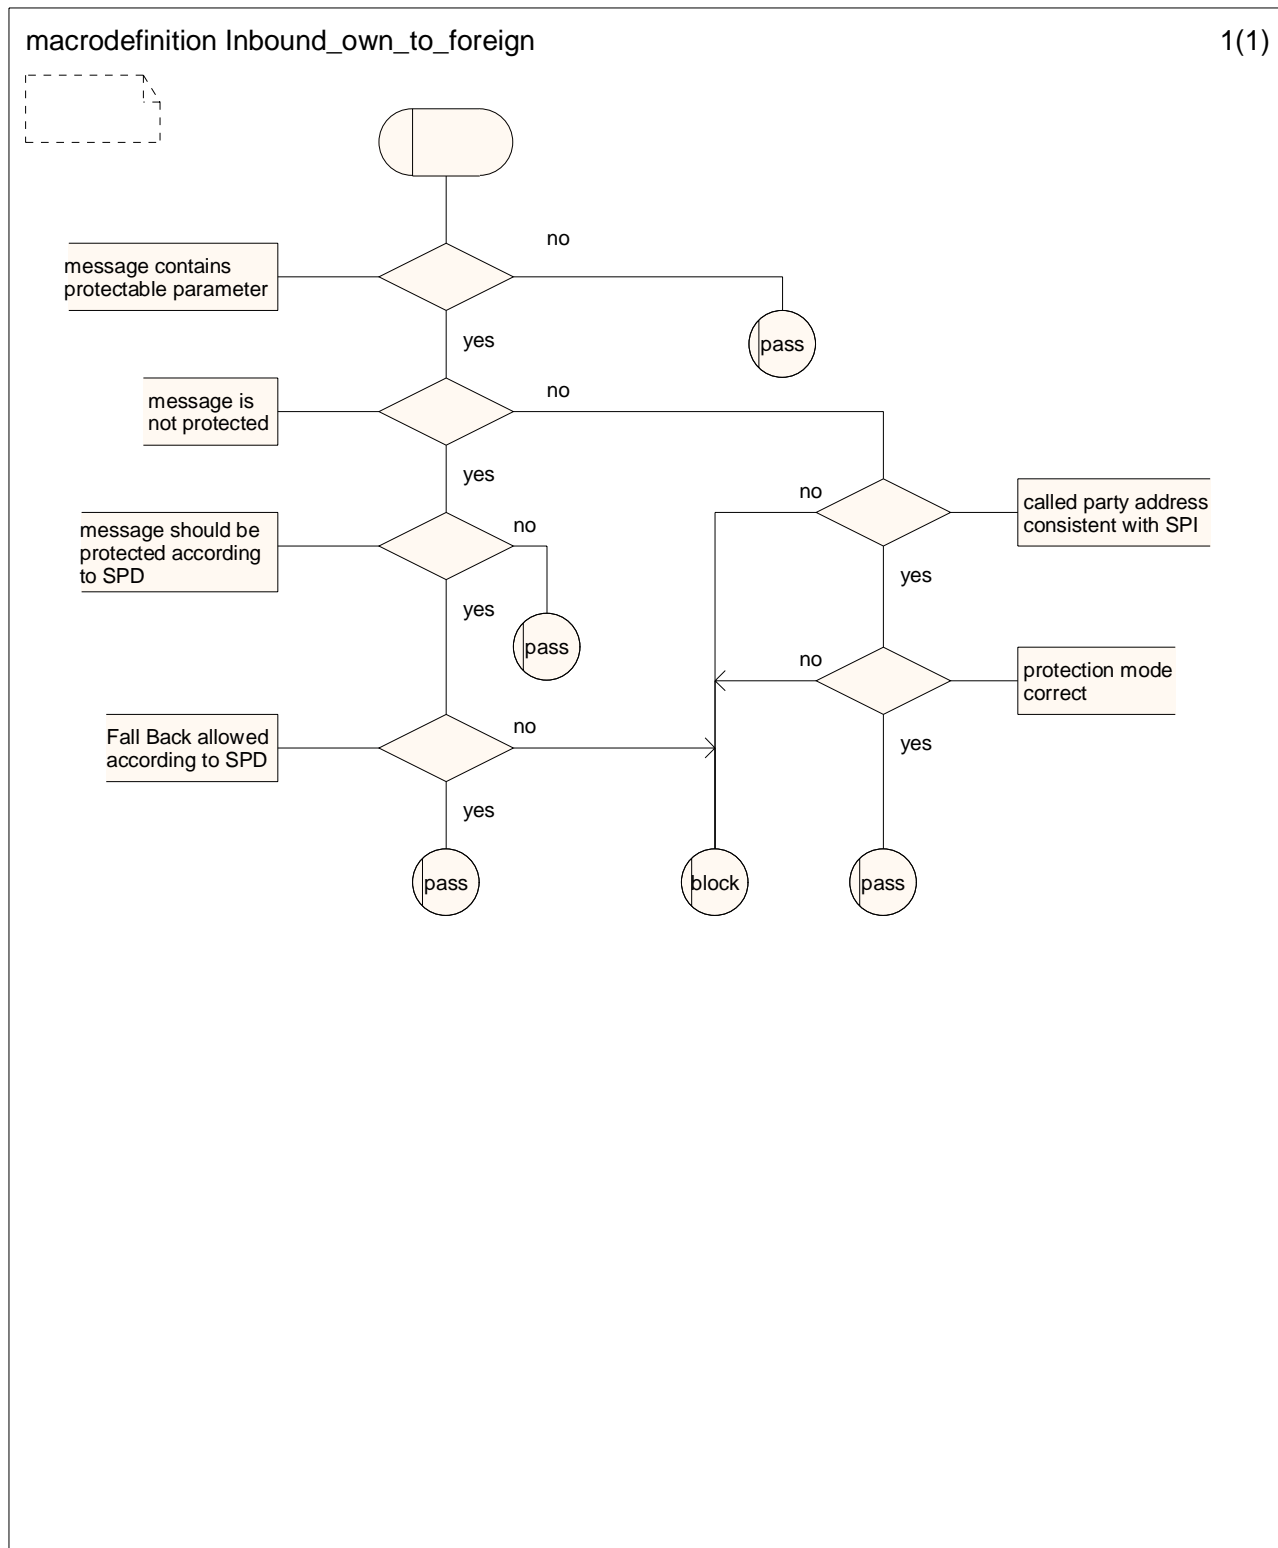 macrodefinition Inbound_own_to_foreign
1(1)
no
message contains
protectable parameter
pass
yes
no
message is
not protected
yes
no
called party address
consistent with SPI
message should be
protected according
to SPD
no
yes
yes
pass
no
protection mode
correct
Fall Back allowed
according to SPD
no
yes
yes
pass
block
pass